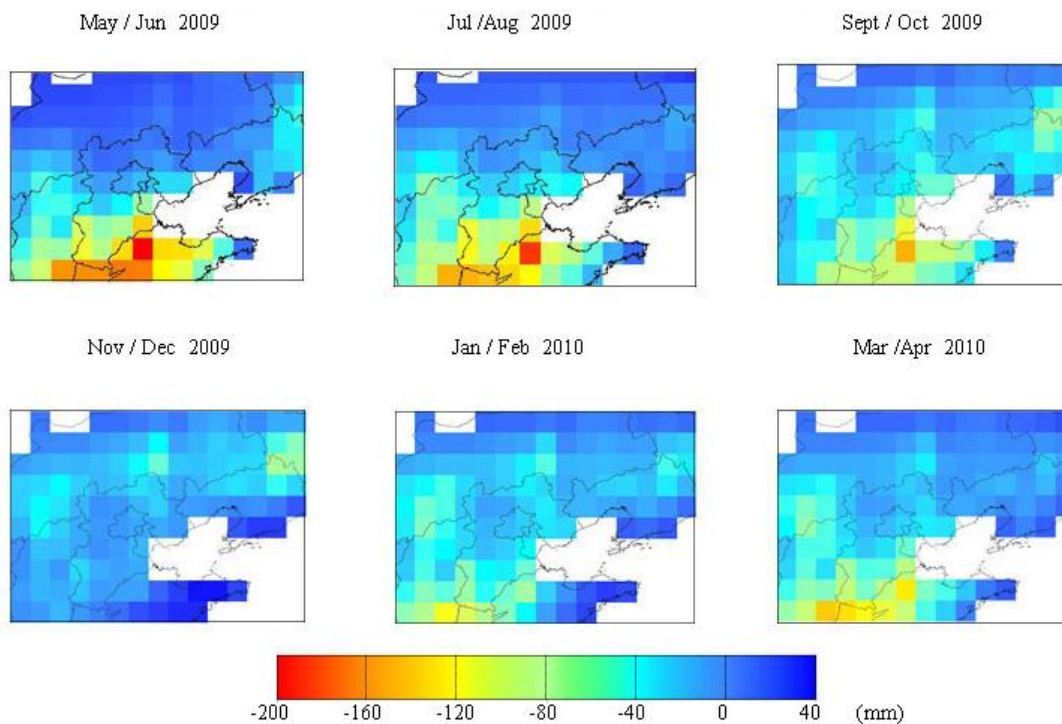 May / Jun 2009 Jul /Aug 2009 Sept / Oct 2009
Nov / Dec 2009 Jan / Feb 2010 Mar /Apr 2010
-200 -160 -120 -80 -40 0 40 (mm)